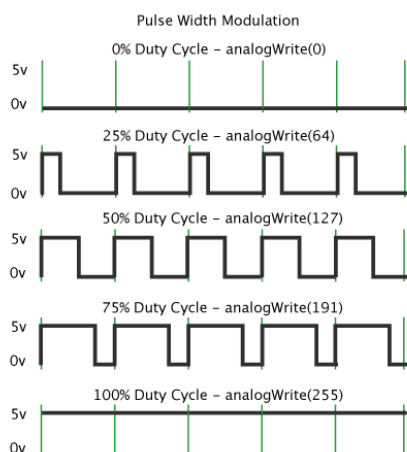 Pulse Width Modulation
0% Duty Cycle – analogWrite(0)
5v
0v
25% Duty Cycle – analogWrite(64)
5v
0v
50% Duty Cycle – analogWrite(127)
5v
0v
75% Duty Cycle – analogWrite(191)
5v
0v
100% Duty Cycle – analogWrite(255)
5v
0v